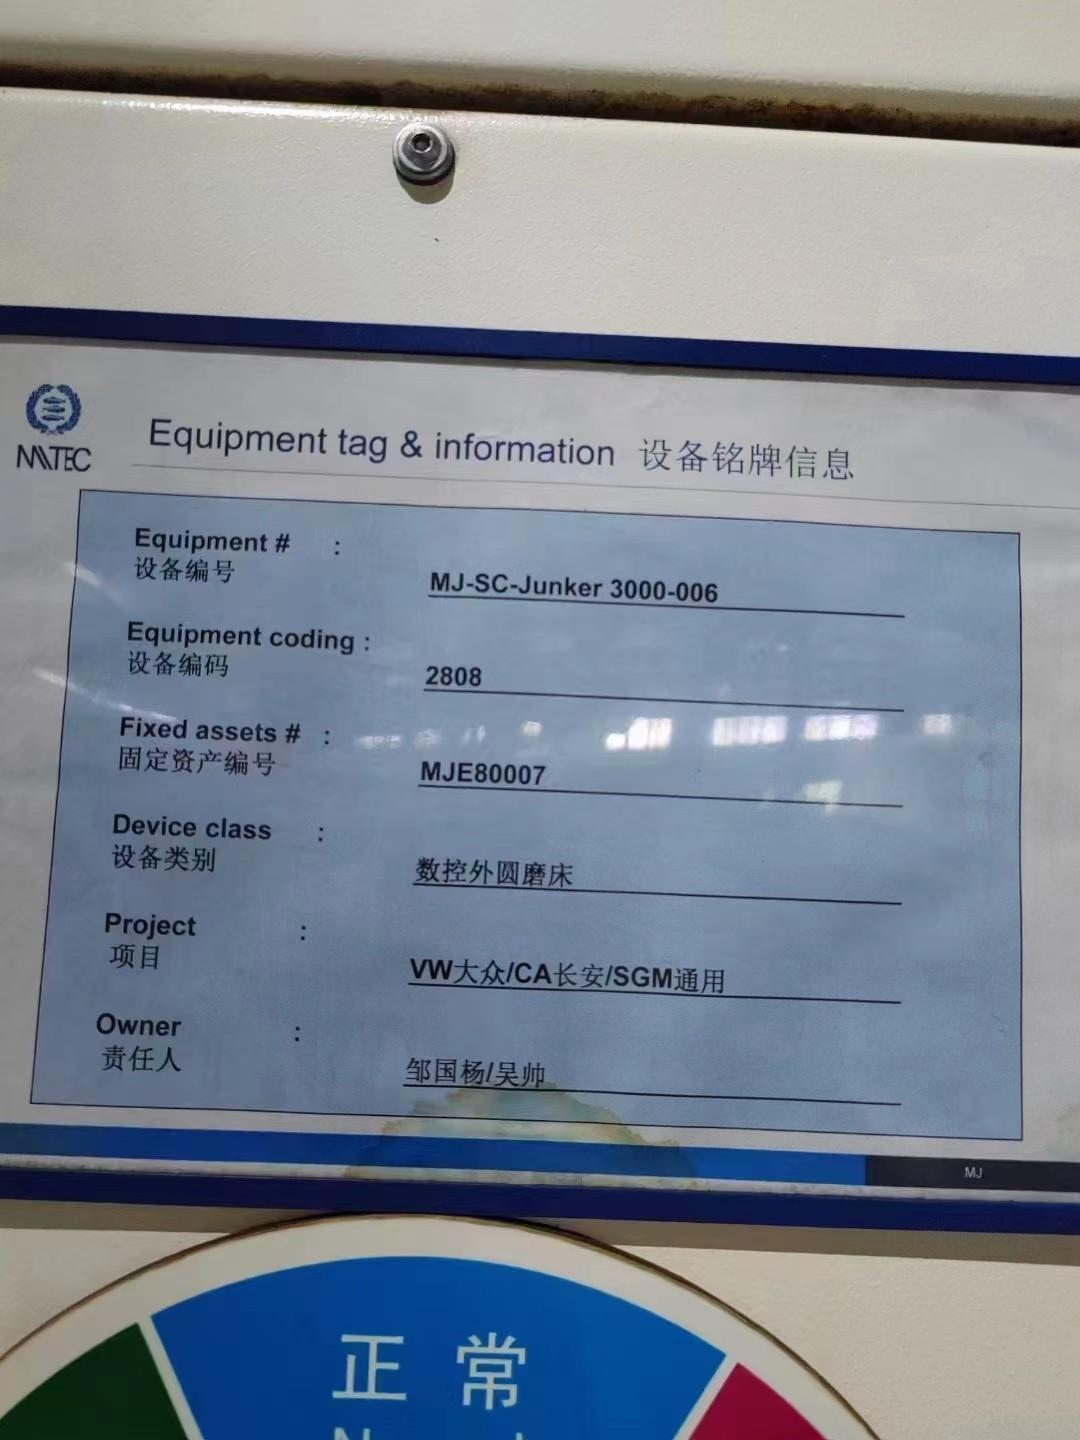 Equipment tag & information 设备铭牌信息
Equipment # :
设备编号
MJ-SC-Junker 3000-006
Equipment coding :
设备编码
2808
Fixed assets # :
固定资产编号
MJE80007
Device class :
设备类别
数控外圆磨床
Project :
项目
VW大众/CA长安/SGM通用
Owner :
责任人
邹国杨/吴帅
MJ
正常